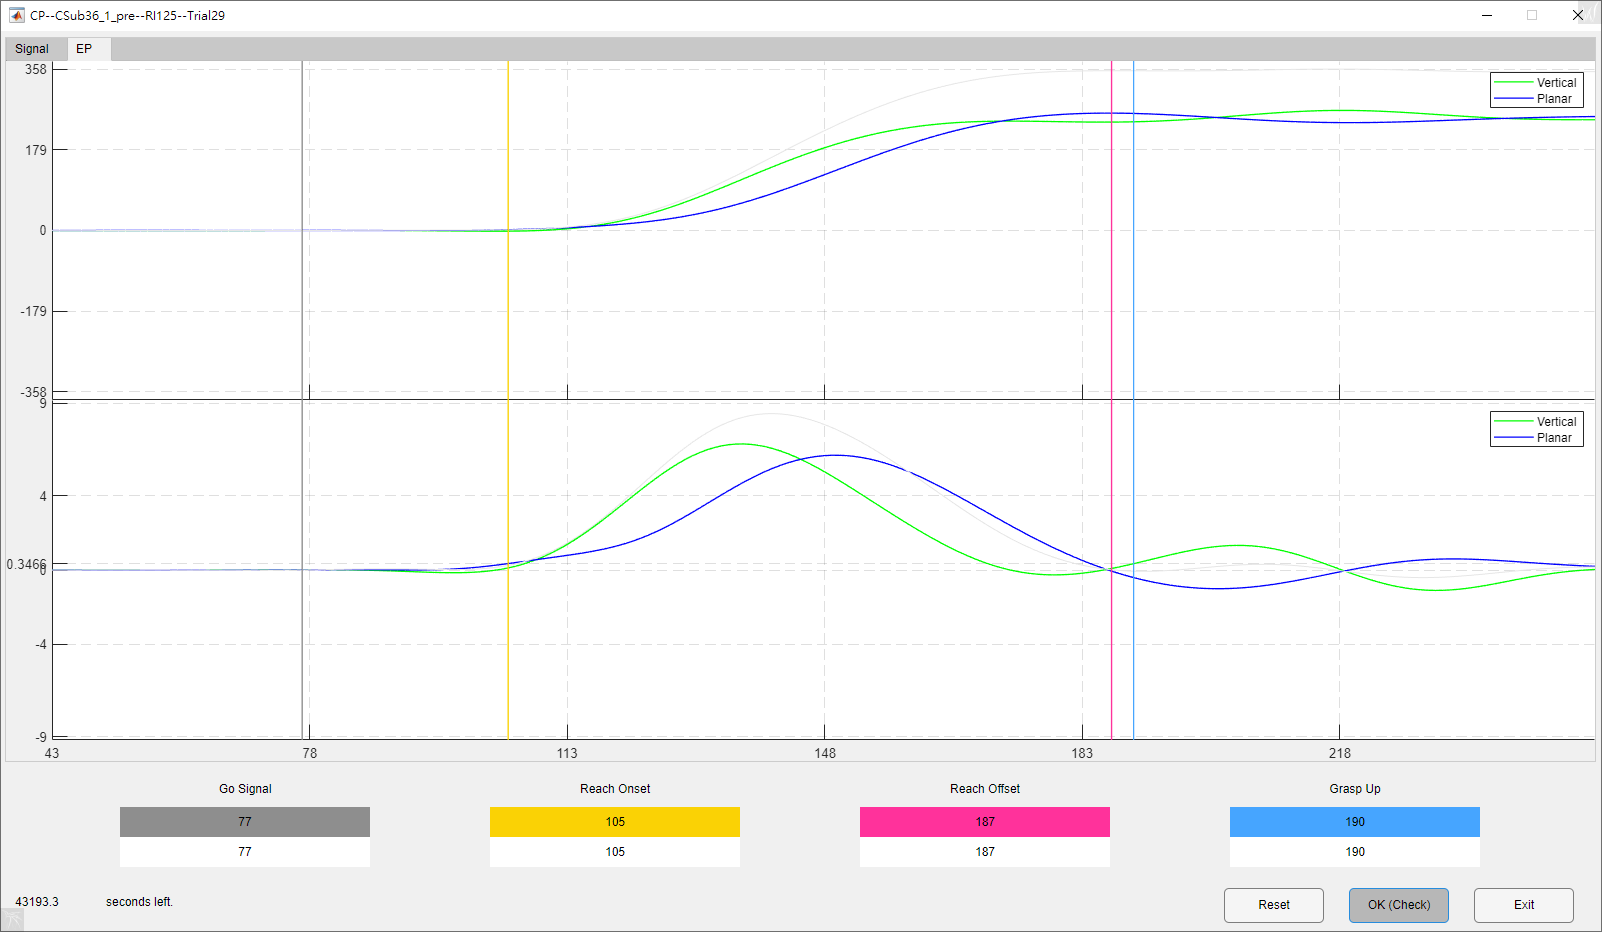 CP--CSub36_1_pre--RI125--Trial29
Signal EP
358
179
0
-179
-358
Vertical
Planar
9
4
0.3466
0
-4
-9
Vertical
Planar
43 78 113 148 183 218
Go Signal Reach Onset Reach Offset Grasp Up
77 105 187 190
77 105 187 190
43193.3 seconds left.
Reset OK (Check) Exit